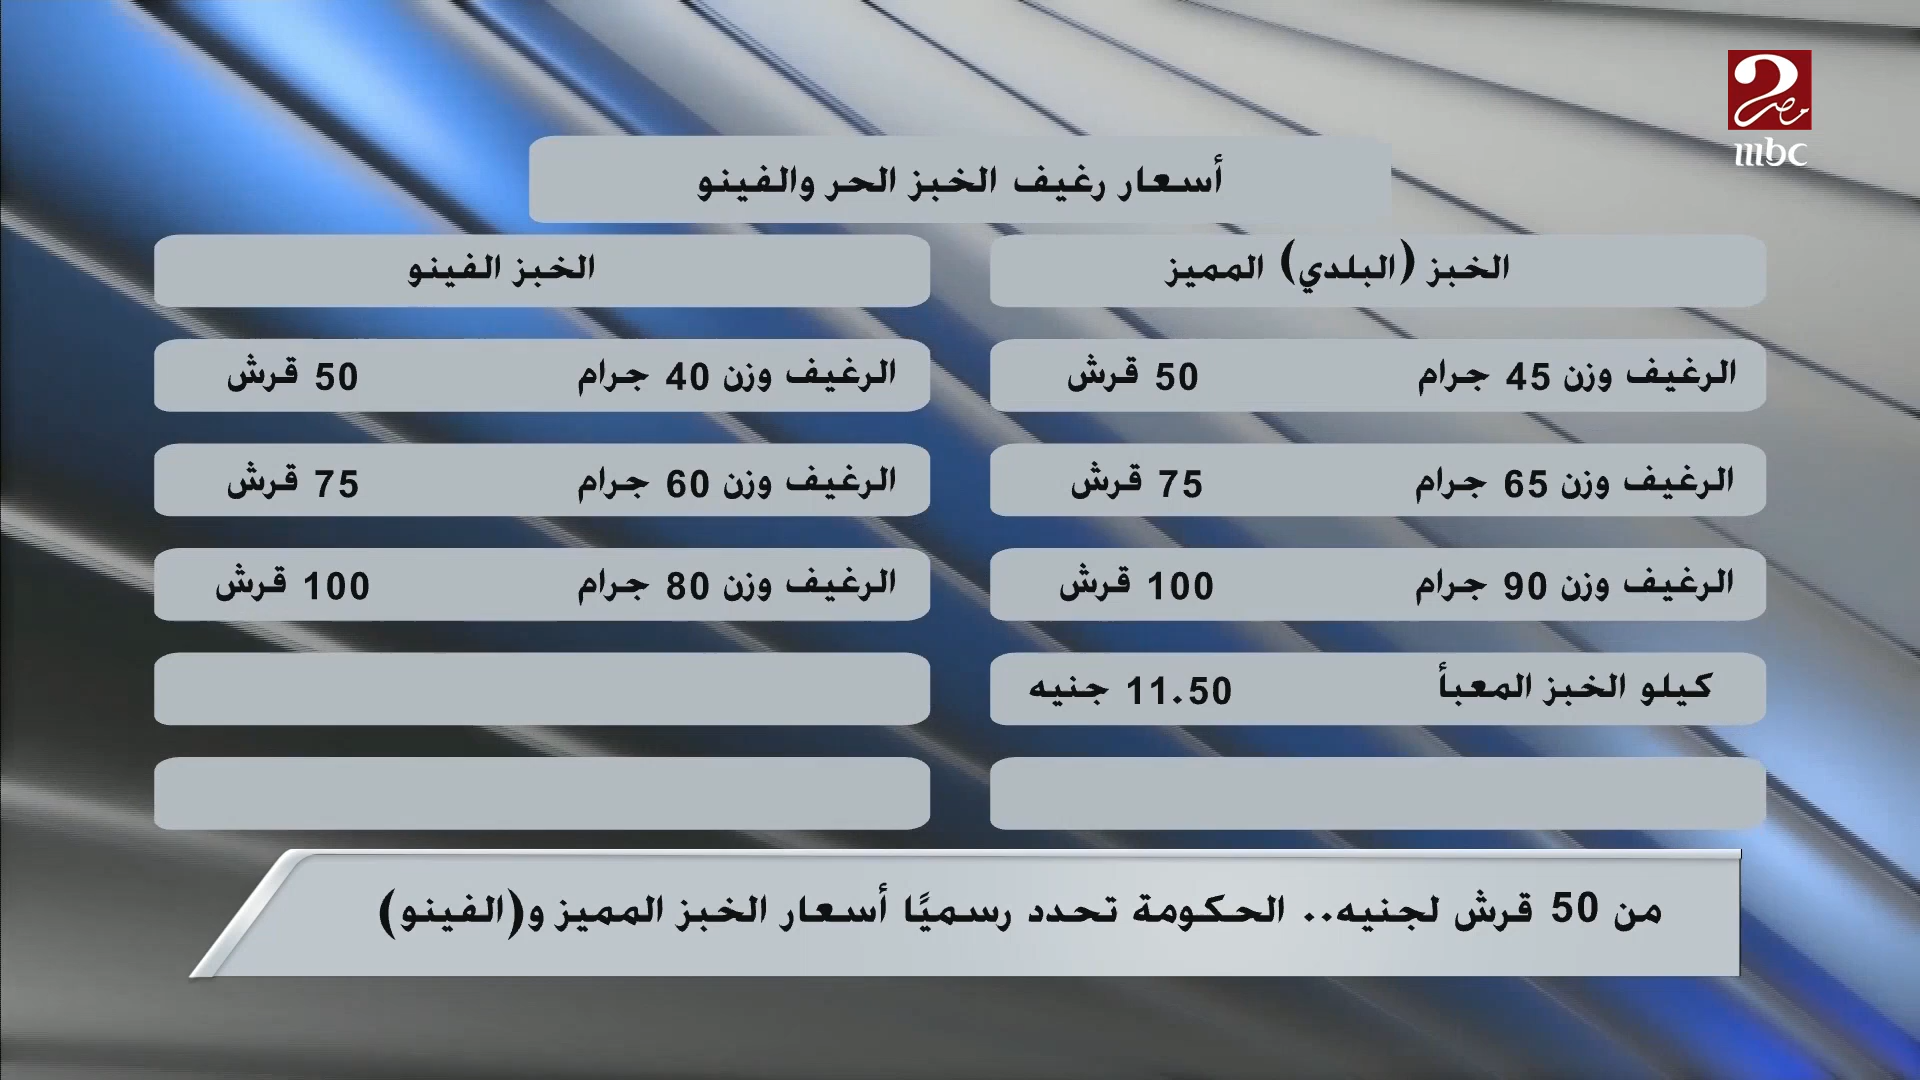 مصر
mbc
أسعار رغيف الخبز الحر والفينو
الخبز (البلدي) المميز
الرغيف وزن 45 جرام 50 قرش
الرغيف وزن 65 جرام 75 قرش
الرغيف وزن 90 جرام 100 قرش
كيلو الخبز المعبأ 11.50 جنيه
الخبز الفينو
الرغيف وزن 40 جرام 50 قرش
الرغيف وزن 60 جرام 75 قرش
الرغيف وزن 80 جرام 100 قرش
من 50 قرش لجنيه.. الحكومة تحدد رسميًا أسعار الخبز المميز و(الفينو)